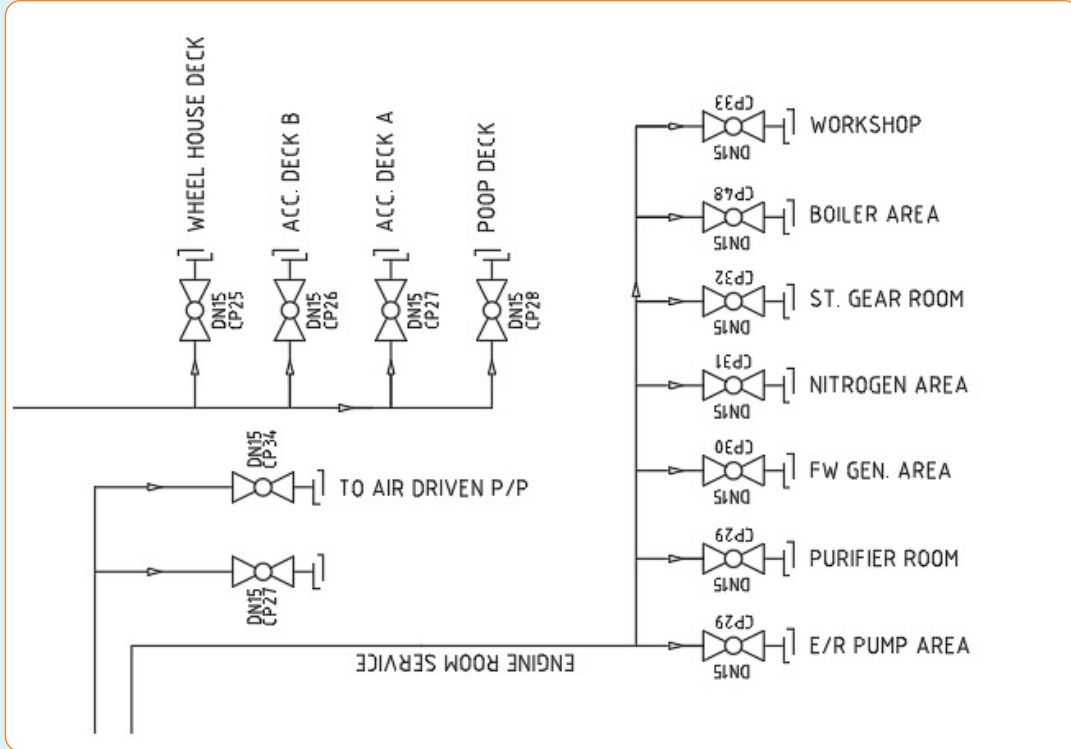 WHEEL HOUSE DECK
DN15
CP25
ACC. DECK B
DN15
CP26
ACC. DECK A
DN15
CP27
POOP DECK
DN15
CP28
DN15
CP34
TO AIR DRIVEN P/P
DN15
CP27
ENGINE ROOM SERVICE
CP33
DN15
WORKSHOP
CP48
DN15
BOILER AREA
CP32
DN15
ST. GEAR ROOM
CP31
DN15
NITROGEN AREA
CP30
DN15
FW GEN. AREA
CP29
DN15
PURIFIER ROOM
CP29
DN15
E/R PUMP AREA